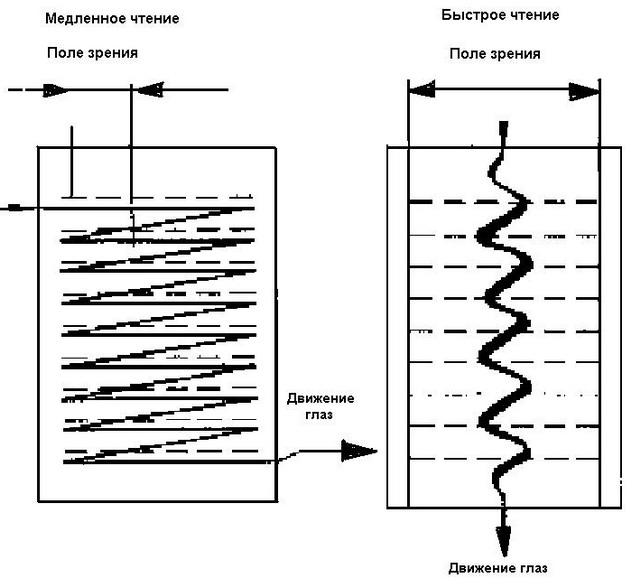 Медленное чтение
Поле зрения
Движение
глаз
Быстрое чтение
Поле зрения
Движение глаз